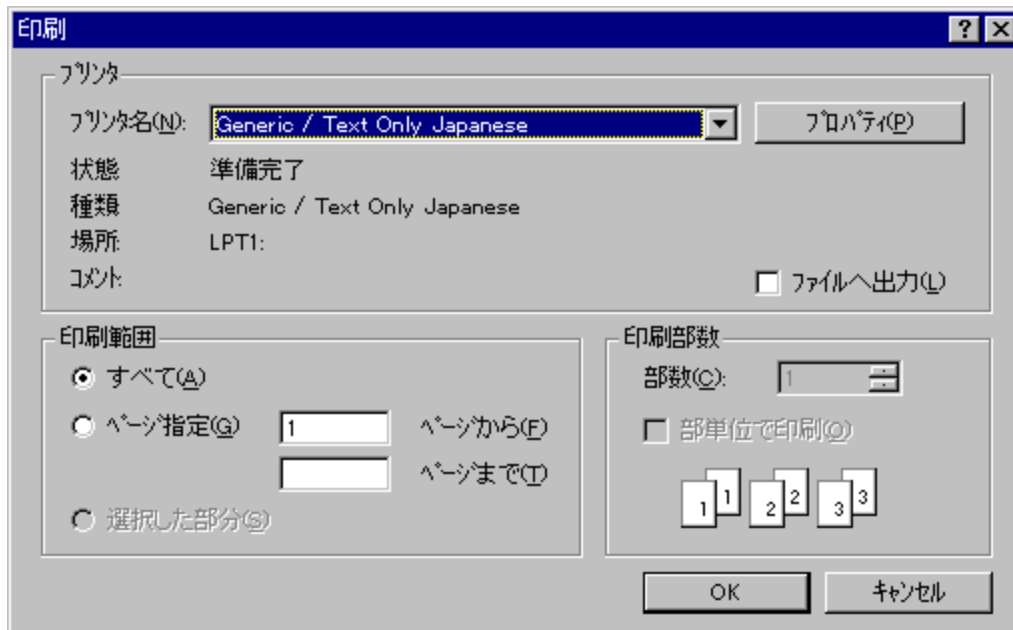 印刷
プリンタ
プリンタ名(N): Generic / Text Only Japanese プロパティ(P)
状態: 準備完了
種類: Generic / Text Only Japanese
場所: LPT1:
コメント:
ファイルへ出力(L)
印刷範囲
すべて(A)
ページ指定(G) 1 ページから(F)
ページまで(T)
選択した部分(S)
印刷部数
部数(C): 1
部単位で印刷(O)
1 1 2 2 3 3
OK キャンセル